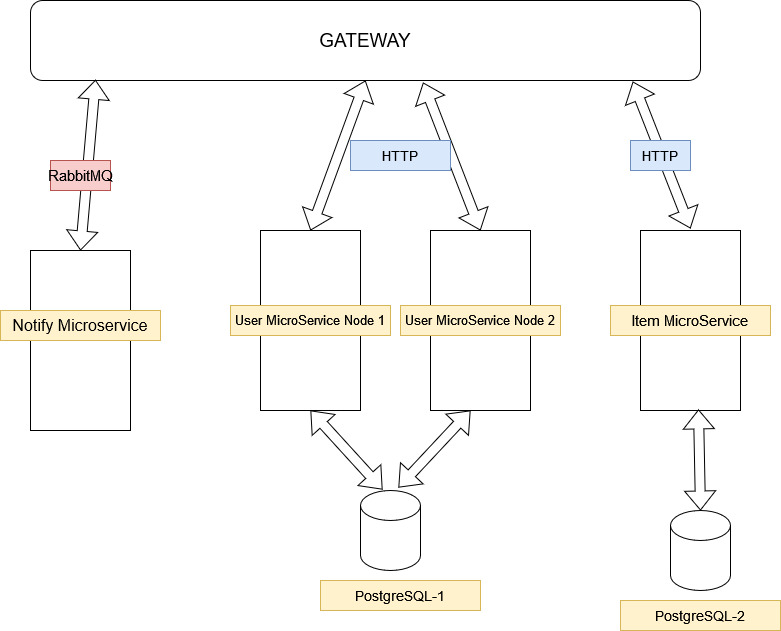 GATEWAY
RabbitMQ
HTTP
HTTP
Notify Microservice
User MicroService Node 1
User MicroService Node 2
Item MicroService
PostgreSQL-1
PostgreSQL-2